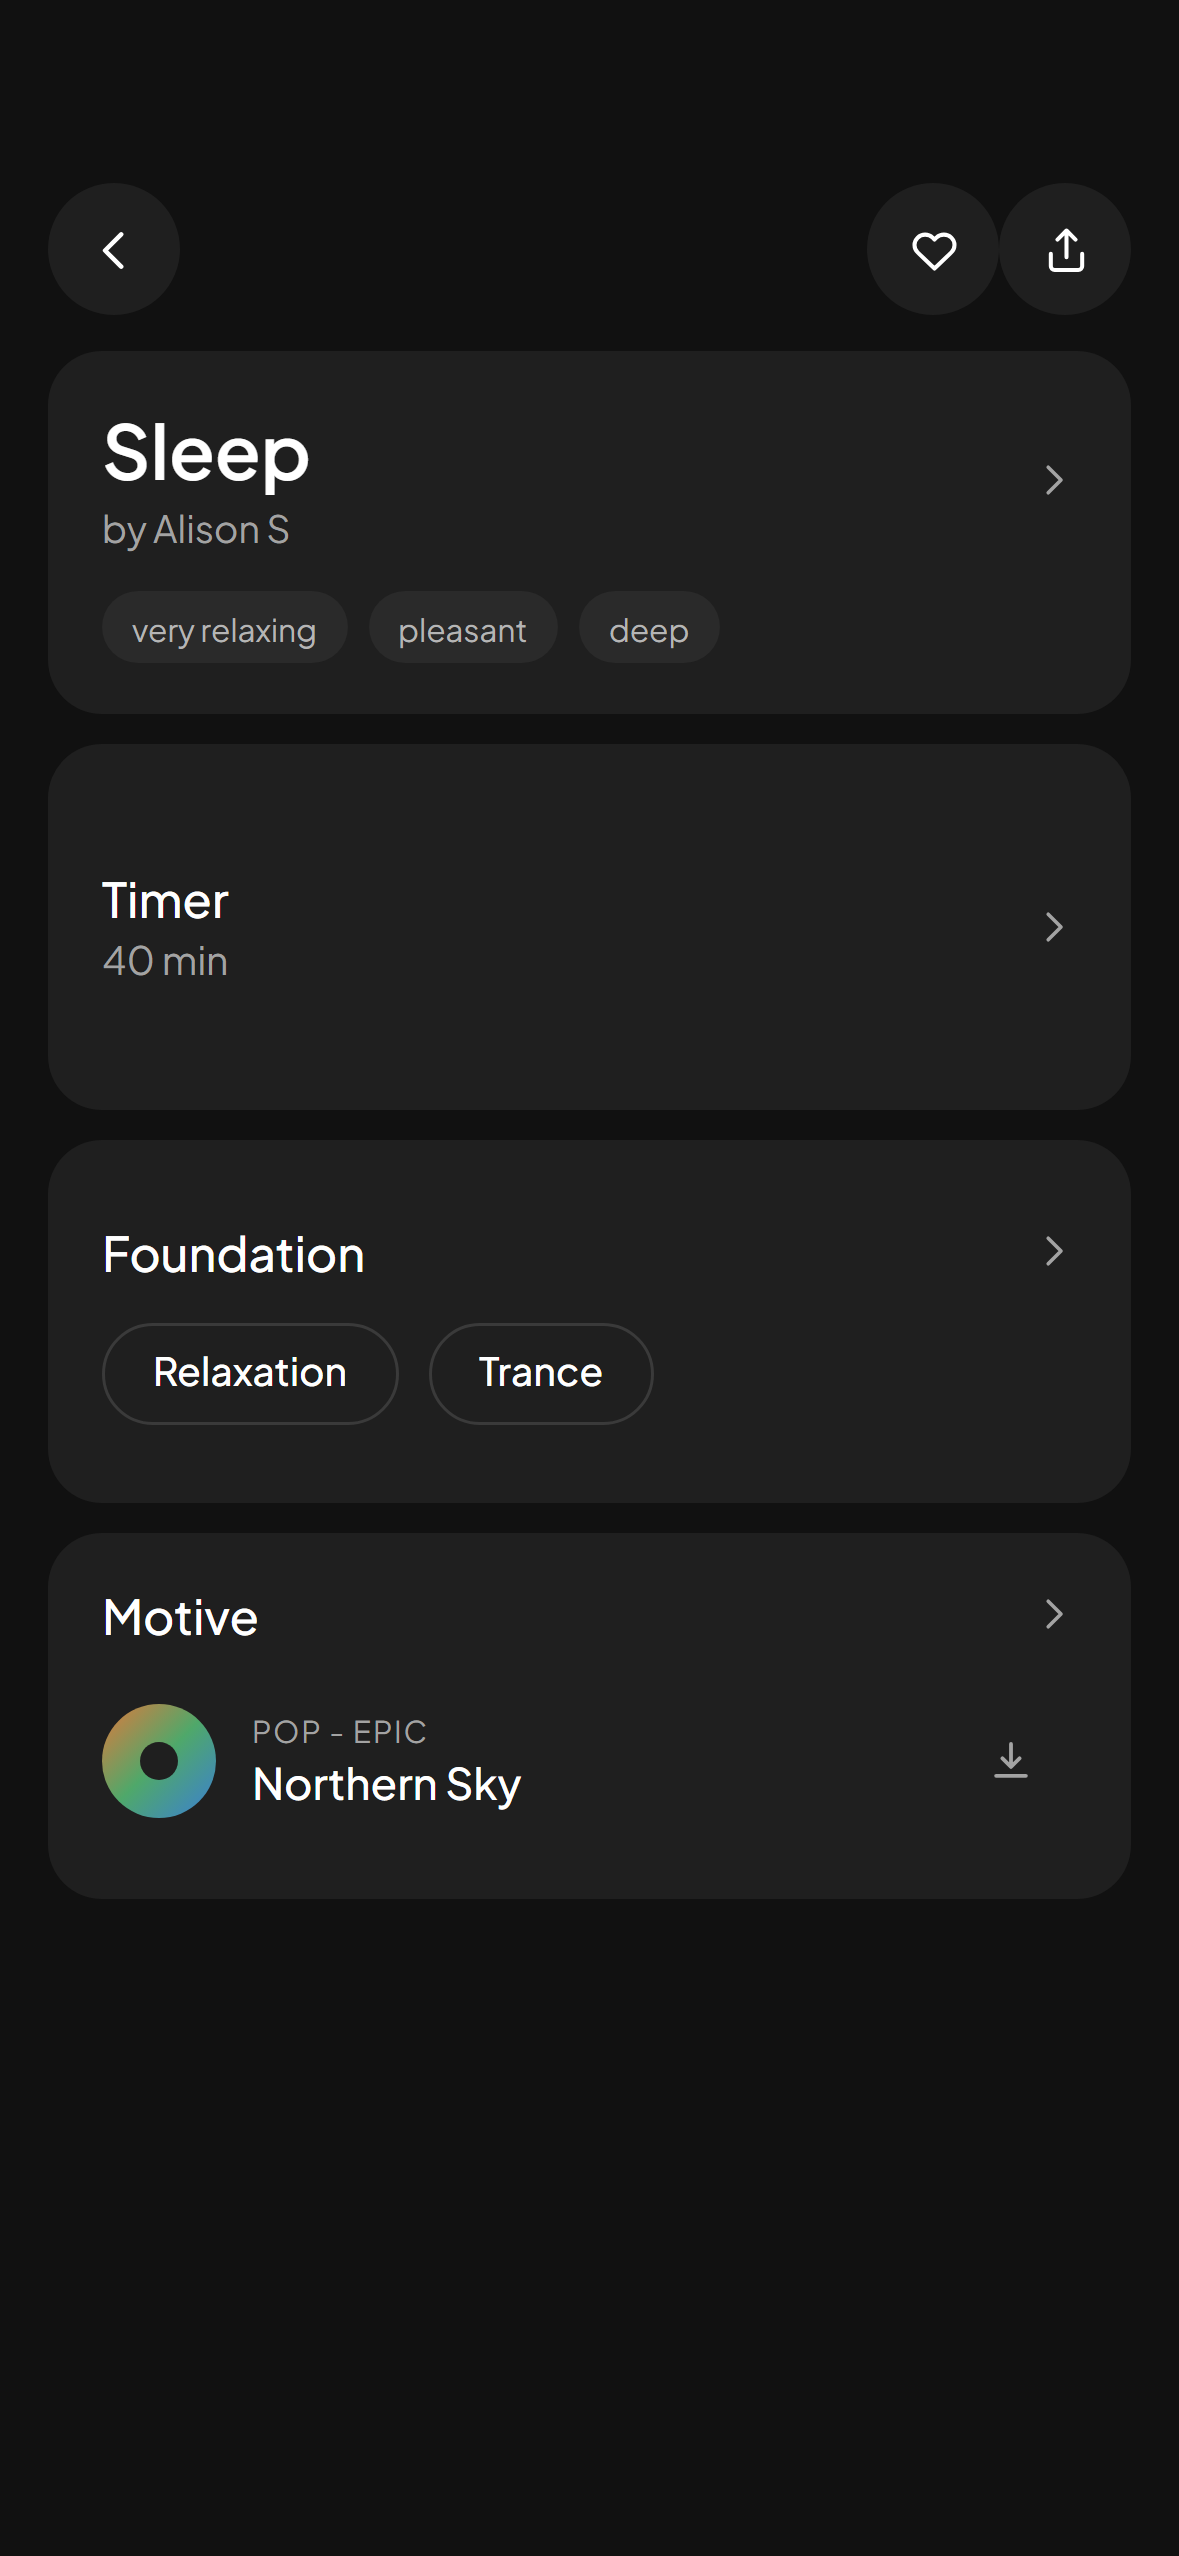 Sleep
by Alison S
very relaxing pleasant deep
Timer
40 min
Foundation
Relaxation Trance
Motive
POP - EPIC
Northern Sky